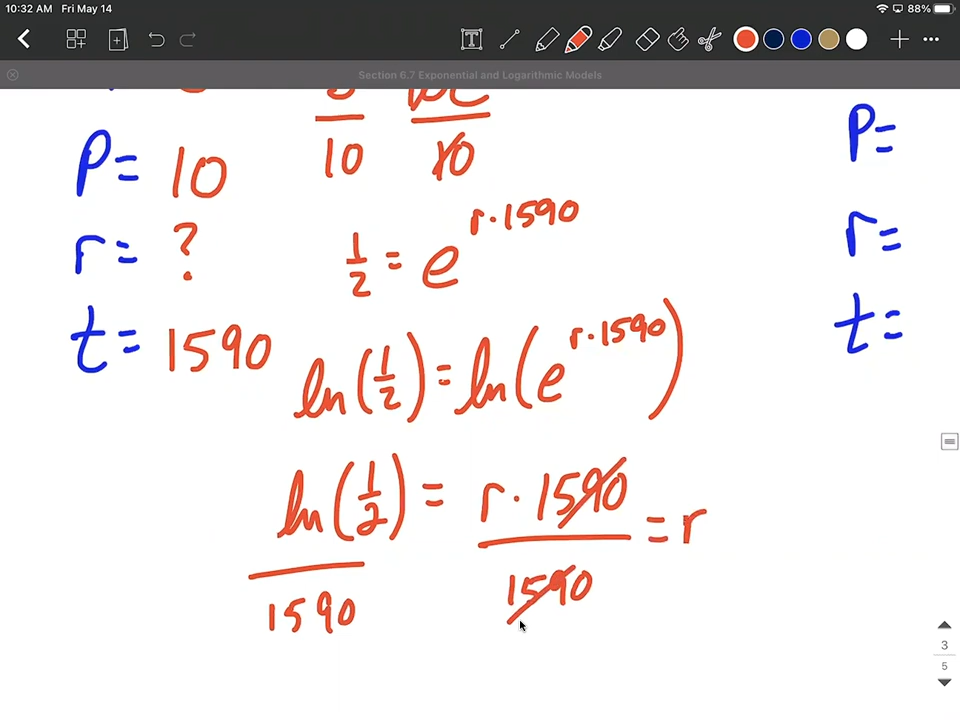 10:32 AM Fri May 14 88%
Section 6.7 Exponential and Logarithmic Models
10 10
P= 10
r= ?
t= 1590
1/2 = e^r·1590
ln(1/2) = ln(e^r·1590)
ln(1/2) = r·1590 = r
1590 1590
P=
r=
t=
3
5